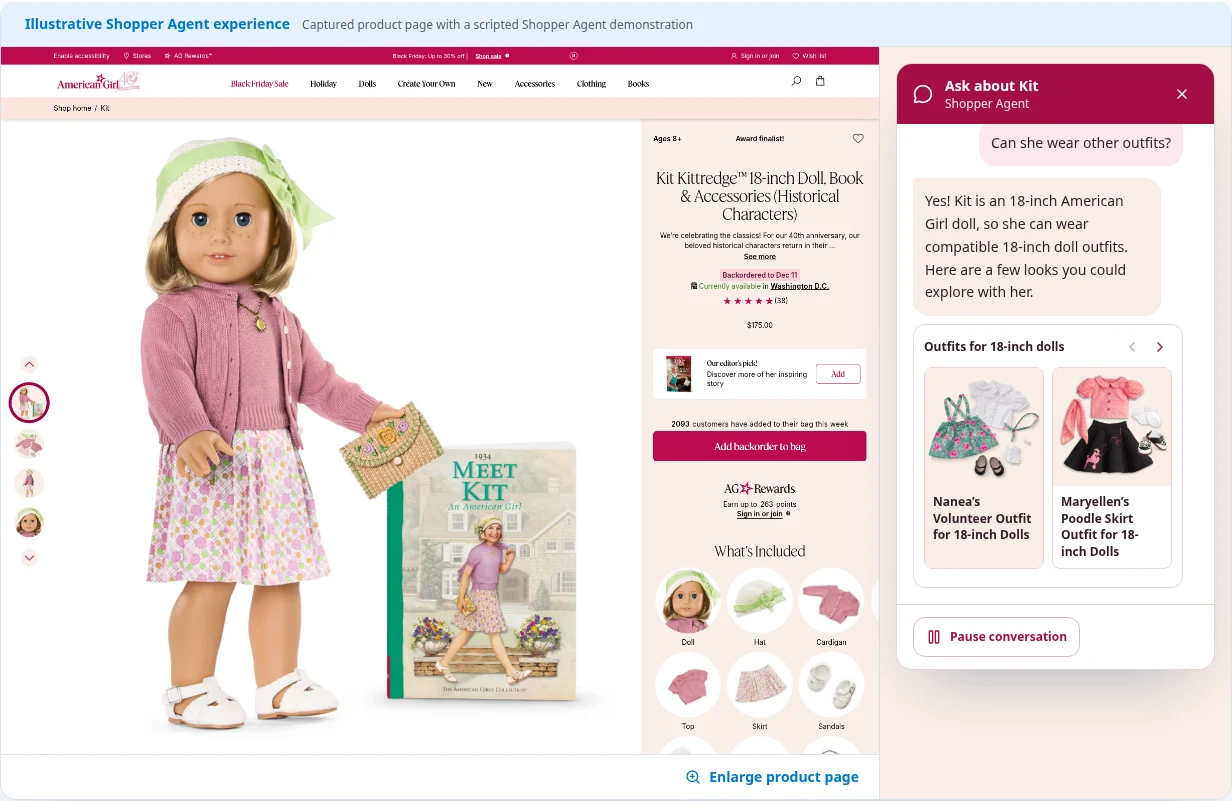 Illustrative Shopper Agent experience Captured product page with a scripted Shopper Agent demonstration
Enable accessibility Stores AG Rewards™ Black Friday: Up to 30% off | Shop sale Sign in or join Wish list
American Girl
Black Friday Sale Holiday Dolls Create Your Own New Accessories Clothing Books
Shop home / Kit
1934
MEET
KIT
An American Girl
THE AMERICAN GIRLS COLLECTION
Ages 8+ Award finalist!
Kit Kittredge™ 18-inch Doll, Book
& Accessories (Historical
Characters)
We're celebrating the classics! For our 40th anniversary, our
beloved historical characters return in their ...
See more
Backordered to Dec 11
Currently available in Washington D.C.
(38)
$175.00
Our editor's pick!
Discover more of her inspiring
story
Add
2093 customers have added to their bag this week
Add backorder to bag
AG Rewards
Earn up to 263 points
Sign in or join
What's Included
Doll Hat Cardigan
Top Skirt Sandals
Enlarge product page
Ask about Kit
Shopper Agent
Can she wear other outfits?
Yes! Kit is an 18-inch American
Girl doll, so she can wear
compatible 18-inch doll outfits.
Here are a few looks you could
explore with her.
Outfits for 18-inch dolls
Nanea’s
Volunteer Outfit
for 18-inch Dolls
Maryellen’s
Poodle Skirt
Outfit for 18-
inch Dolls
Pause conversation